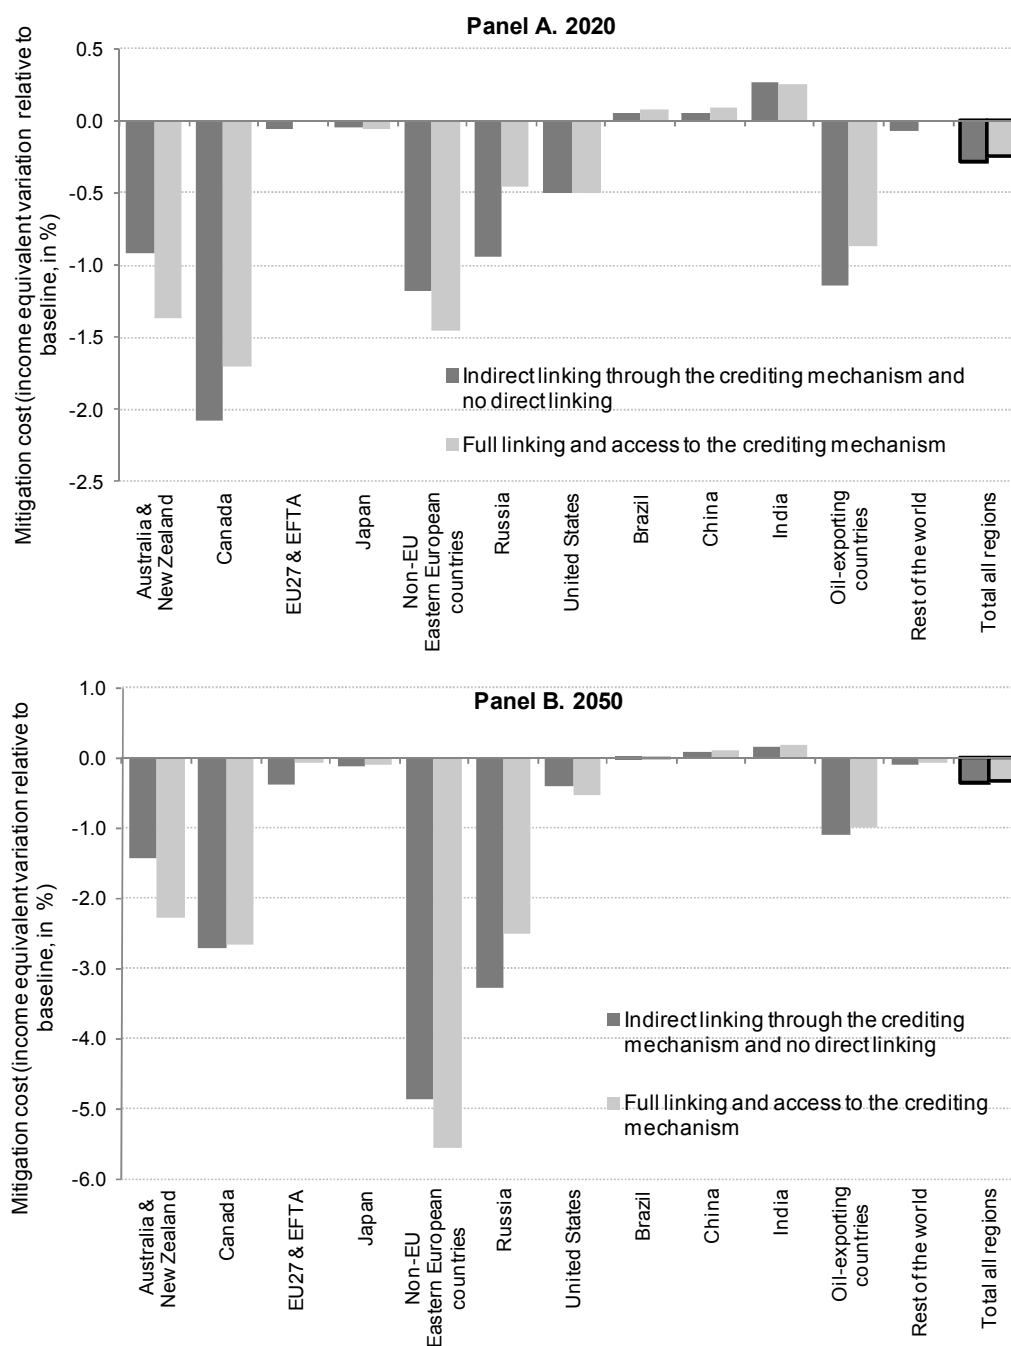 Panel A. 2020
Mitigation cost (income equivalent variation relative to
baseline, in %)
0.5
0.0
-0.5
-1.0
-1.5
-2.0
-2.5
Indirect linking through the crediting mechanism and
no direct linking
Full linking and access to the crediting mechanism
Australia &
New Zealand
Canada
EU27 & EFTA
Japan
Non-EU
Eastern European
countries
Russia
United States
Brazil
China
India
Oil-exporting
countries
Rest of the world
Total all regions
Panel B. 2050
Mitigation cost (income equivalent variation relative to
baseline, in %)
1.0
0.0
-1.0
-2.0
-3.0
-4.0
-5.0
-6.0
Indirect linking through the crediting
mechanism and no direct linking
Full linking and access to the crediting
mechanism
Australia &
New Zealand
Canada
EU27 & EFTA
Japan
Non-EU
Eastern European
countries
Russia
United States
Brazil
China
India
Oil-exporting
countries
Rest of the world
Total all regions